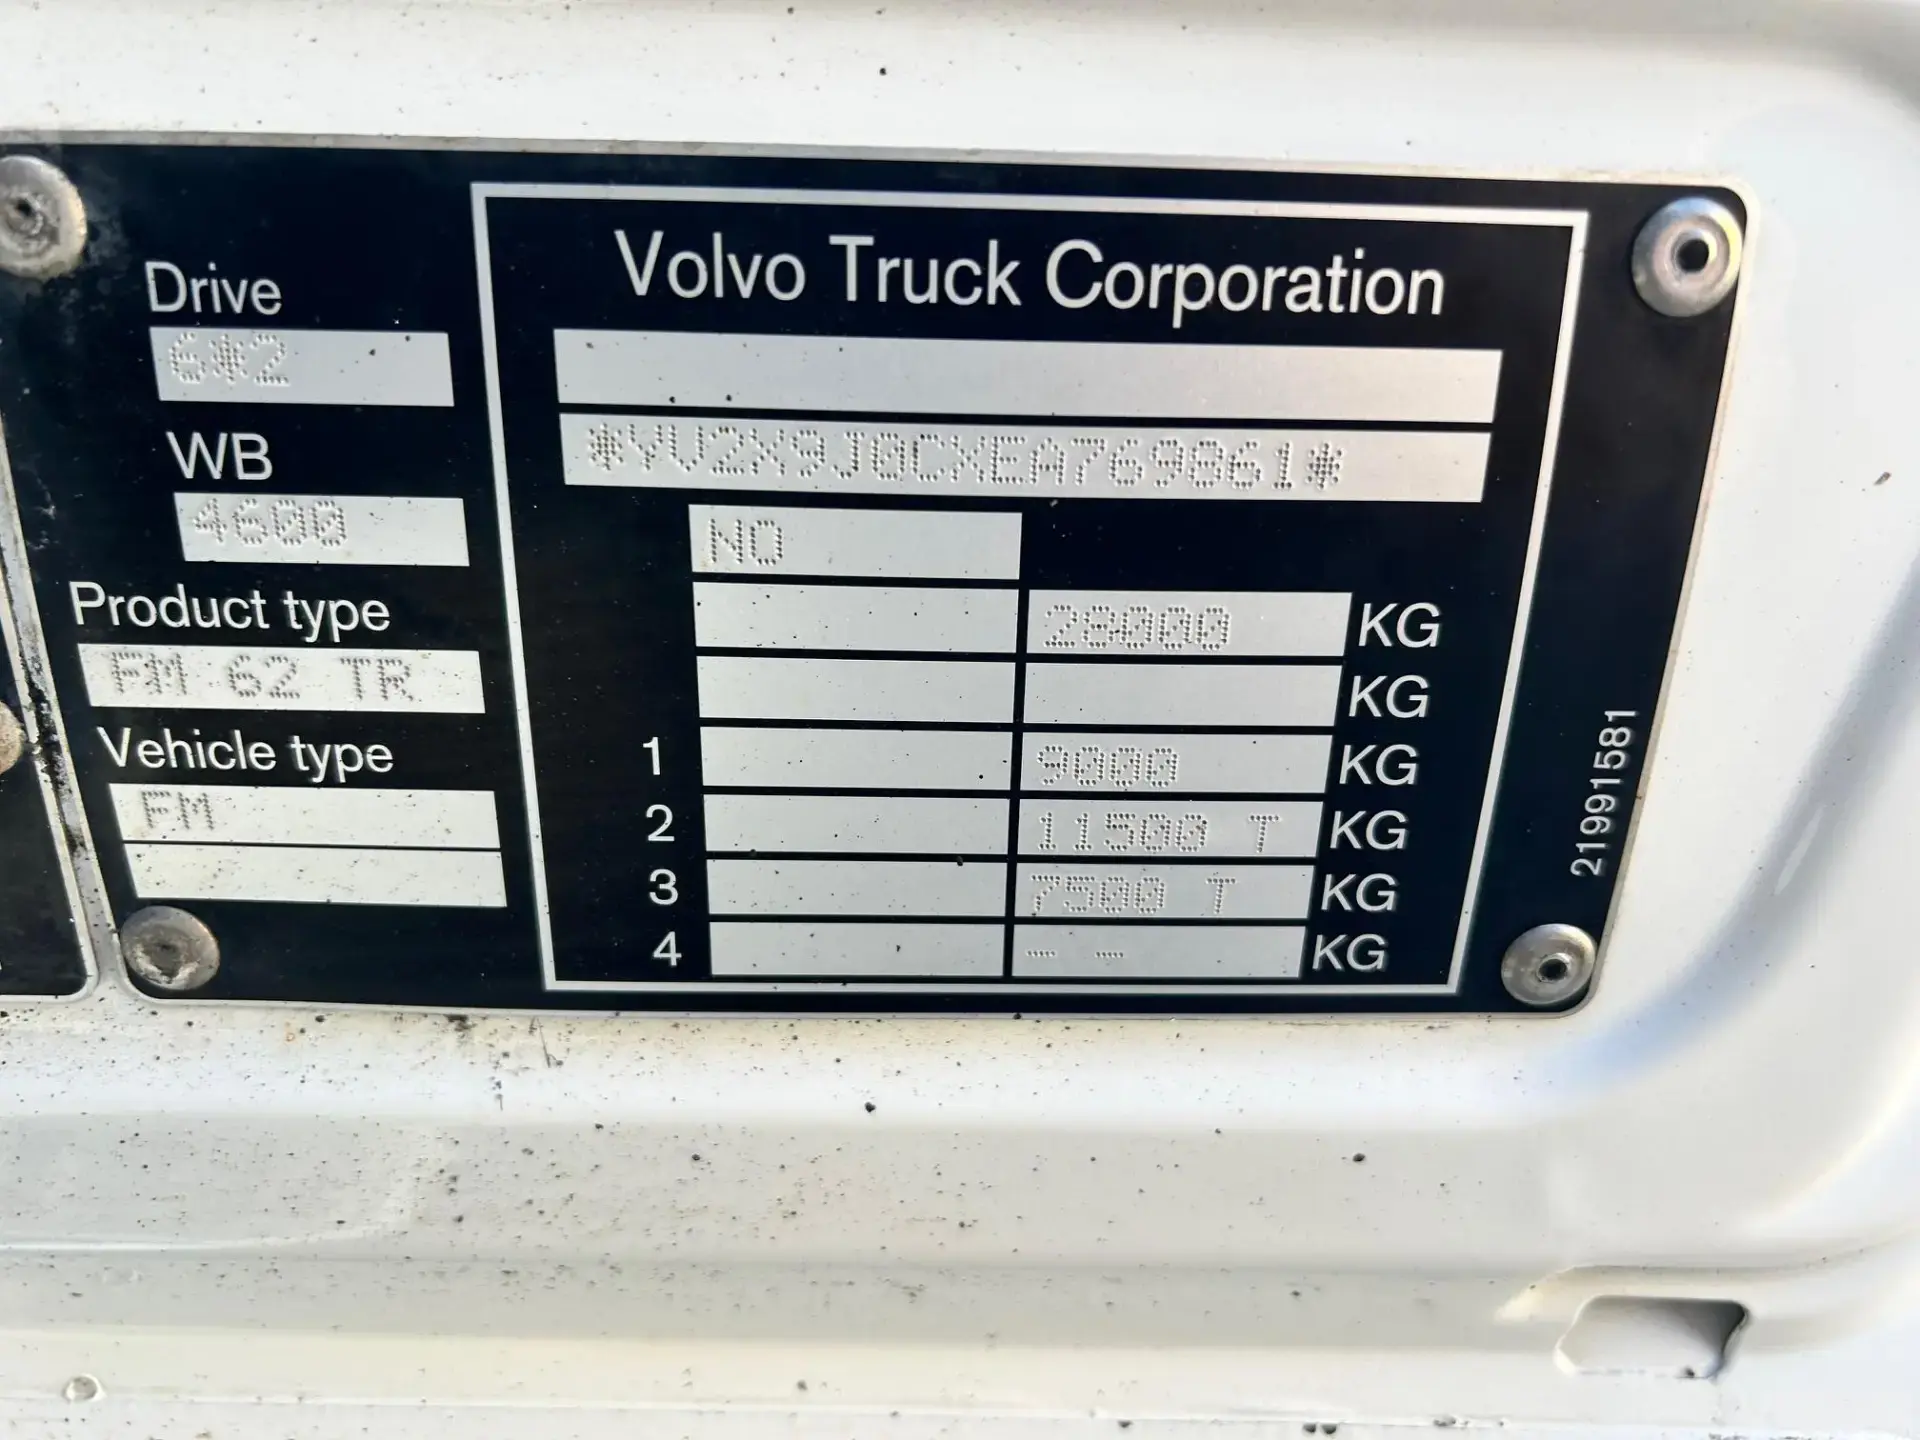 Drive
6*2
WB
4600
Product type
FM 62 TR
Vehicle type
FM
Volvo Truck Corporation
*YV2X9J0CXEA769861*
NO
28000 KG
KG
1 9000 KG
2 11500 T KG
3 7500 T KG
4 - - KG
21991581